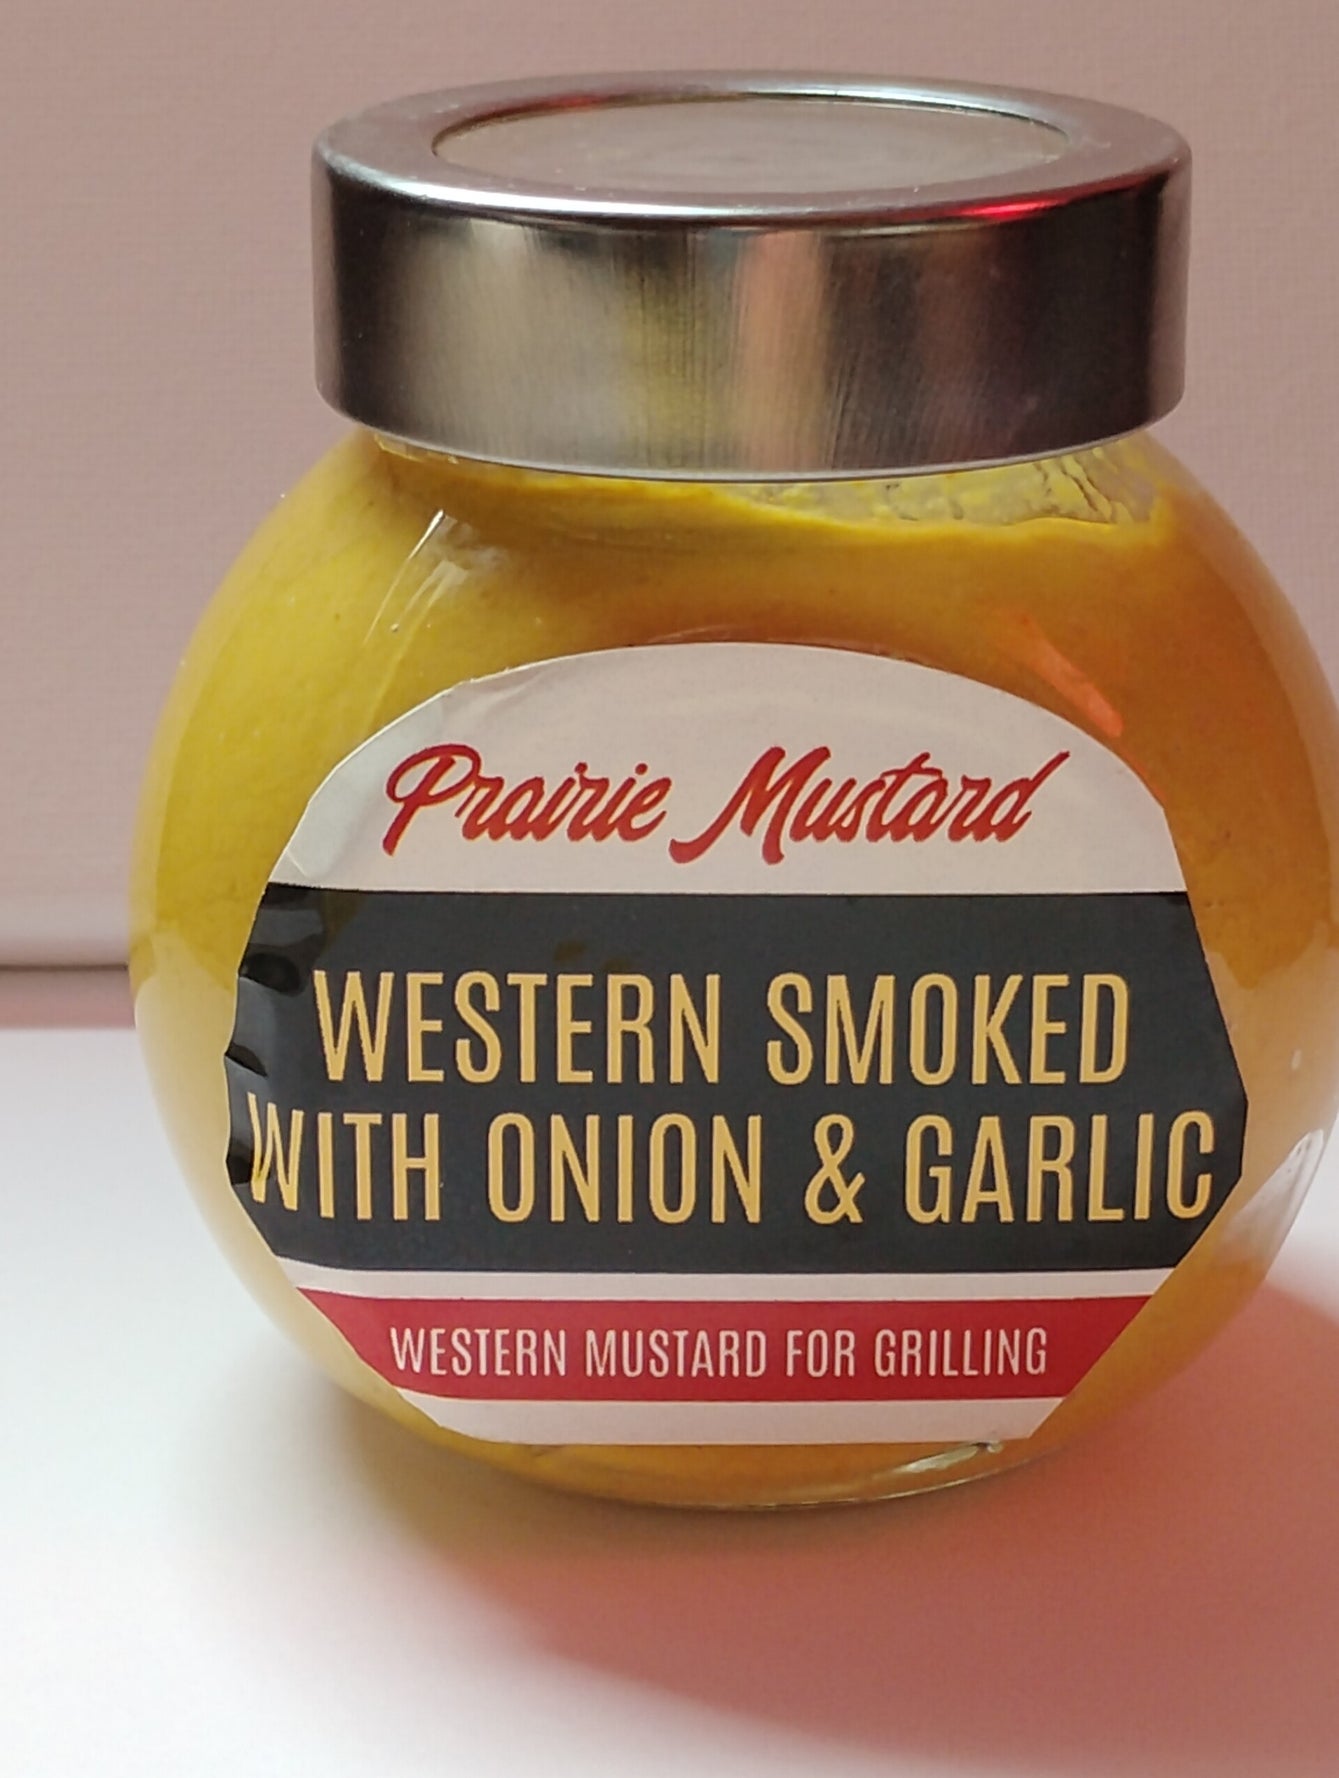 Prairie Mustard
WESTERN SMOKED
WITH ONION & GARLIC
WESTERN MUSTARD FOR GRILLING